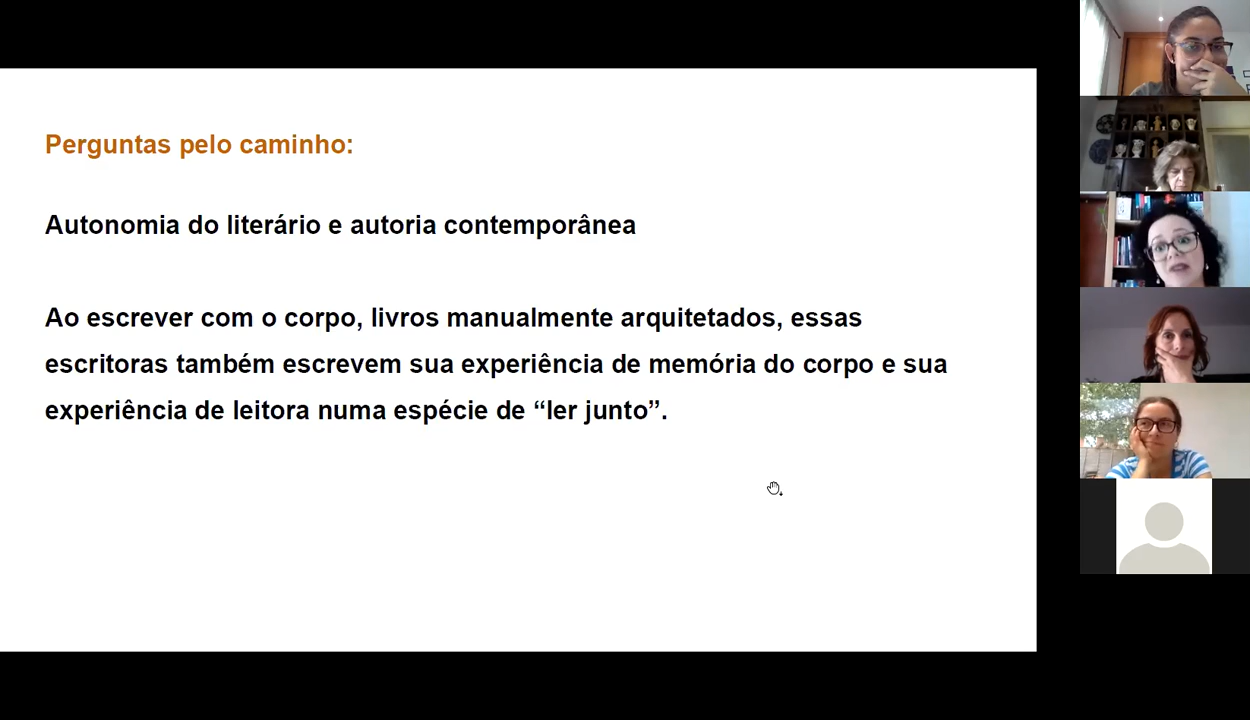 Perguntas pelo caminho:
Autonomia do literário e autoria contemporânea
Ao escrever com o corpo, livros manualmente arquitetados, essas
escritoras também escrevem sua experiência de memória do corpo e sua
experiência de leitora numa espécie de “ler junto”.